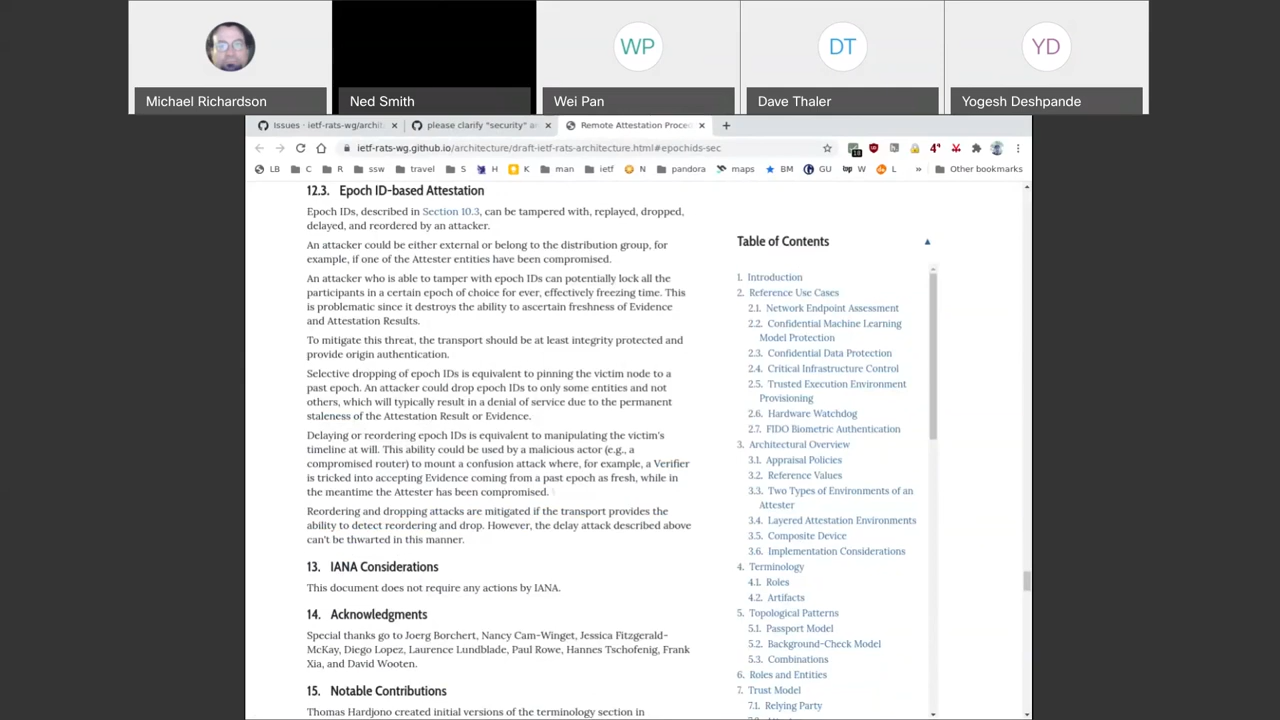 WP
DT
YD
Michael Richardson
Ned Smith
Wei Pan
Dave Thaler
Yogesh Deshpande
Issues · ietf-rats-wg/archit
please clarify "security" a
Remote Attestation Proced
ietf-rats-wg.github.io/architecture/draft-ietf-rats-architecture.html#epochids-sec
LB
C
R
ssw
travel
S
H
K
man
ietf
N
pandora
maps
BM
GU
W
L
»
Other bookmarks
12.3. Epoch ID-based Attestation
Epoch IDs, described in Section 10.3, can be tampered with, replayed, dropped,
delayed, and reordered by an attacker.
An attacker could be either external or belong to the distribution group, for
example, if one of the Attester entities have been compromised.
An attacker who is able to tamper with epoch IDs can potentially lock all the
participants in a certain epoch of choice for ever, effectively freezing time. This
is problematic since it destroys the ability to ascertain freshness of Evidence
and Attestation Results.
To mitigate this threat, the transport should be at least integrity protected and
provide origin authentication.
Selective dropping of epoch IDs is equivalent to pinning the victim node to a
past epoch. An attacker could drop epoch IDs to only some entities and not
others, which will typically result in a denial of service due to the permanent
staleness of the Attestation Result or Evidence.
Delaying or reordering epoch IDs is equivalent to manipulating the victim's
timeline at will. This ability could be used by a malicious actor (e.g., a
compromised router) to mount a confusion attack where, for example, a Verifier
is tricked into accepting Evidence coming from a past epoch as fresh, while in
the meantime the Attester has been compromised.
Reordering and dropping attacks are mitigated if the transport provides the
ability to detect reordering and drop. However, the delay attack described above
can't be thwarted in this manner.
13. IANA Considerations
This document does not require any actions by IANA.
14. Acknowledgments
Special thanks go to Joerg Borchert, Nancy Cam-Winget, Jessica Fitzgerald-
McKay, Diego Lopez, Laurence Lundblade, Paul Rowe, Hannes Tschofenig, Frank
Xia, and David Wooten.
15. Notable Contributions
Thomas Hardjono created initial versions of the terminology section in
Table of Contents
1. Introduction
2. Reference Use Cases
2.1. Network Endpoint Assessment
2.2. Confidential Machine Learning
Model Protection
2.3. Confidential Data Protection
2.4. Critical Infrastructure Control
2.5. Trusted Execution Environment
Provisioning
2.6. Hardware Watchdog
2.7. FIDO Biometric Authentication
3. Architectural Overview
3.1. Appraisal Policies
3.2. Reference Values
3.3. Two Types of Environments of an
Attester
3.4. Layered Attestation Environments
3.5. Composite Device
3.6. Implementation Considerations
4. Terminology
4.1. Roles
4.2. Artifacts
5. Topological Patterns
5.1. Passport Model
5.2. Background-Check Model
5.3. Combinations
6. Roles and Entities
7. Trust Model
7.1. Relying Party